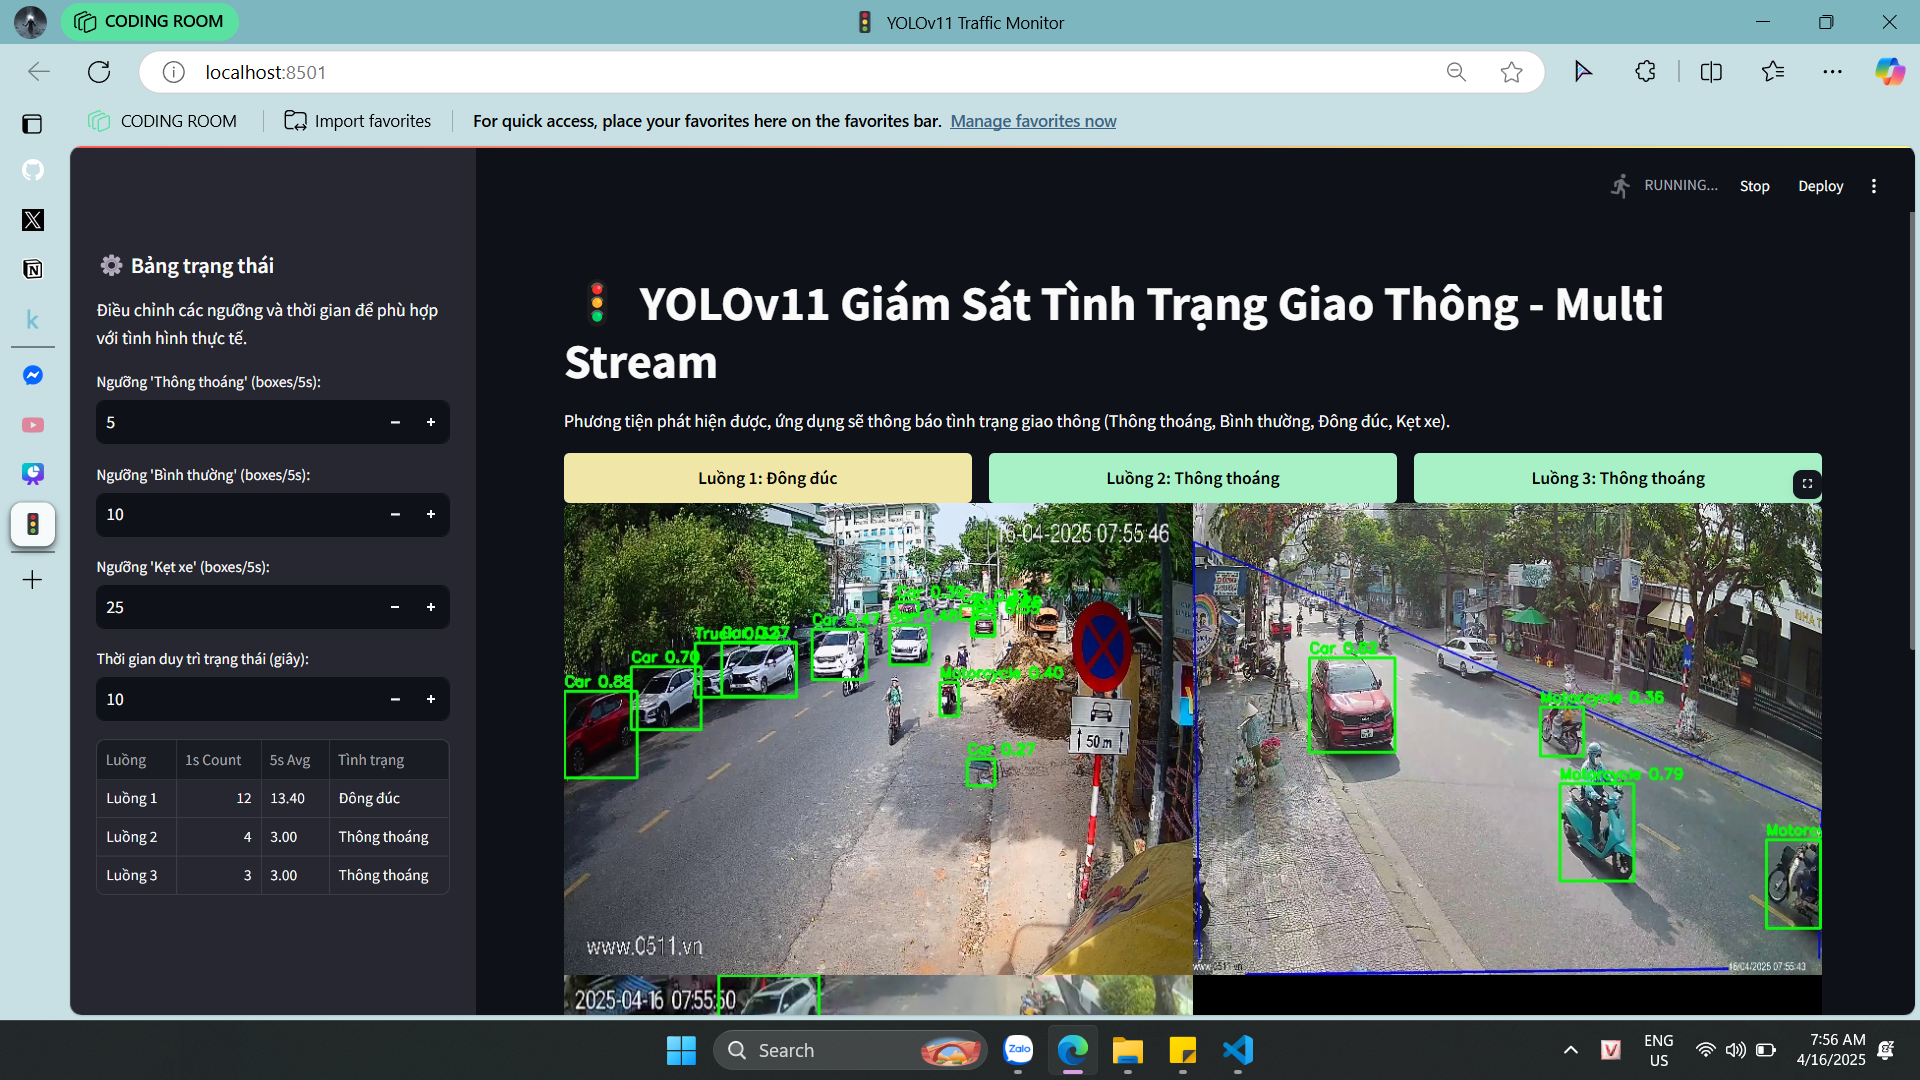 CODING ROOM
YOLOv11 Traffic Monitor
localhost:8501
CODING ROOM
Import favorites
For quick access, place your favorites here on the favorites bar. Manage favorites now
RUNNING...
Stop
Deploy
Bảng trạng thái
Điều chỉnh các ngưỡng và thời gian để phù hợp
với tình hình thực tế.
Ngưỡng 'Thông thoáng' (boxes/5s):
5
Ngưỡng 'Bình thường' (boxes/5s):
10
Ngưỡng 'Kẹt xe' (boxes/5s):
25
Thời gian duy trì trạng thái (giây):
10
Luồng 1s Count 5s Avg Tình trạng
Luồng 1 12 13.40 Đông đúc
Luồng 2 4 3.00 Thông thoáng
Luồng 3 3 3.00 Thông thoáng
YOLOv11 Giám Sát Tình Trạng Giao Thông - Multi
Stream
Phương tiện phát hiện được, ứng dụng sẽ thông báo tình trạng giao thông (Thông thoáng, Bình thường, Đông đúc, Kẹt xe).
Luồng 1: Đông đúc
Luồng 2: Thông thoáng
Luồng 3: Thông thoáng
16-04-2025 07:55:46
Car 0.88
Car 0.70
Car 0.47
Motorcycle 0.40
Car 0.27
50 m
www.0511.vn
Motorcycle 0.36
Motorcycle 0.79
16/04/2025 07:55:43
2025-04-16 07:55:50
Search
Zalo
ENG
US
7:56 AM
4/16/2025